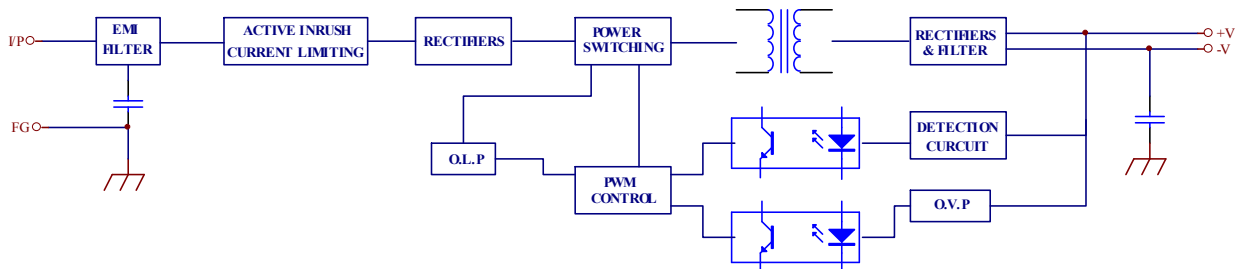 I/P
EMI
FILTER
ACTIVE INRUSH
CURRENT LIMITING
RECTIFIERS
POWER
SWITCHING
RECTIFIERS
& FILTER
+V
-V
FG
O.L.P
PWM
CONTROL
DETECTION
CURCUIT
O.V.P